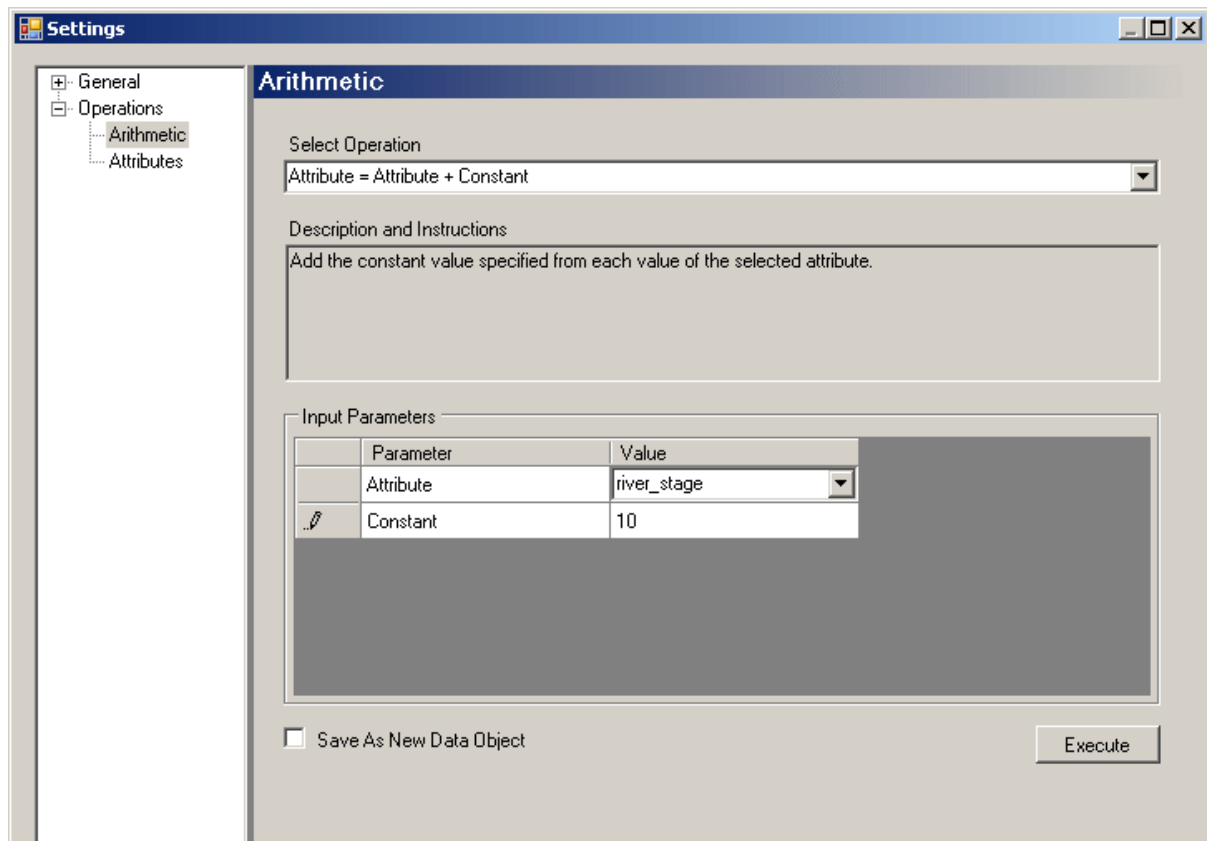 Settings
General
Operations
Arithmetic
Attributes
Arithmetic
Select Operation
Attribute = Attribute + Constant
Description and Instructions
Add the constant value specified from each value of the selected attribute.
Input Parameters
Parameter Value
Attribute river_stage
Constant 10
Save As New Data Object
Execute